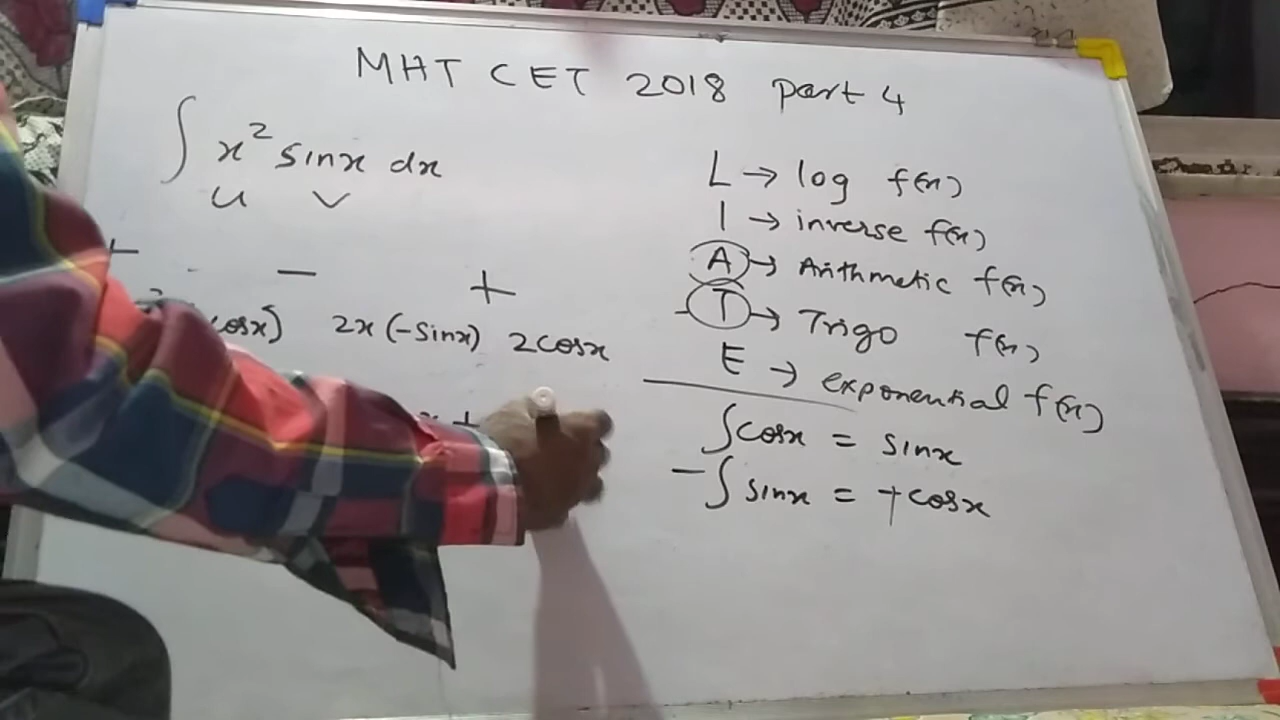 MHT CET 2018 part 4
∫ x² sinx dx
u v
+ − +
cosx) 2x (-sinx) 2cosx
+
L → log f(x)
I → inverse f(x)
A → Arithmetic f(x)
T → Trigo f(x)
E → exponential f(x)
∫cosx = sinx
-∫ sinx = +cosx